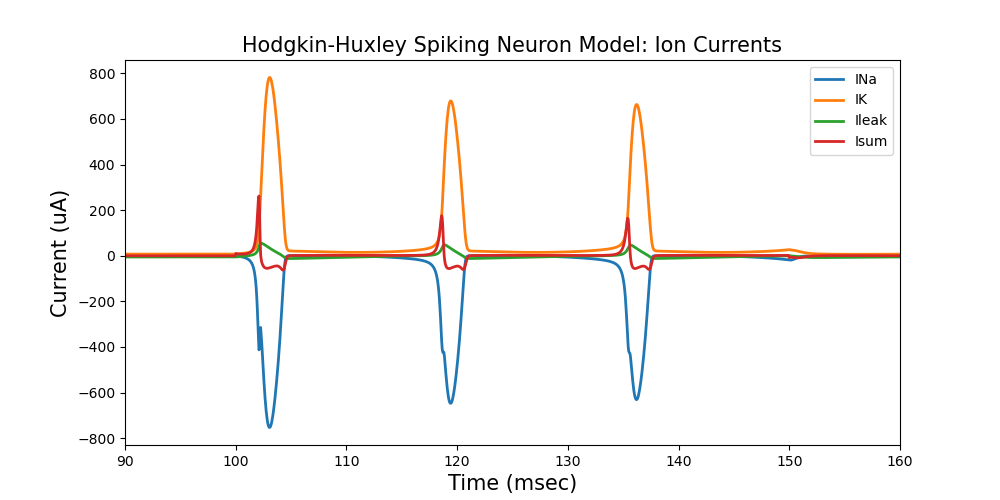 Hodgkin-Huxley Spiking Neuron Model: Ion Currents
INa
IK
Ileak
Isum
800
600
400
200
0
−200
−400
−600
−800
Current (uA)
90 100 110 120 130 140 150 160
Time (msec)